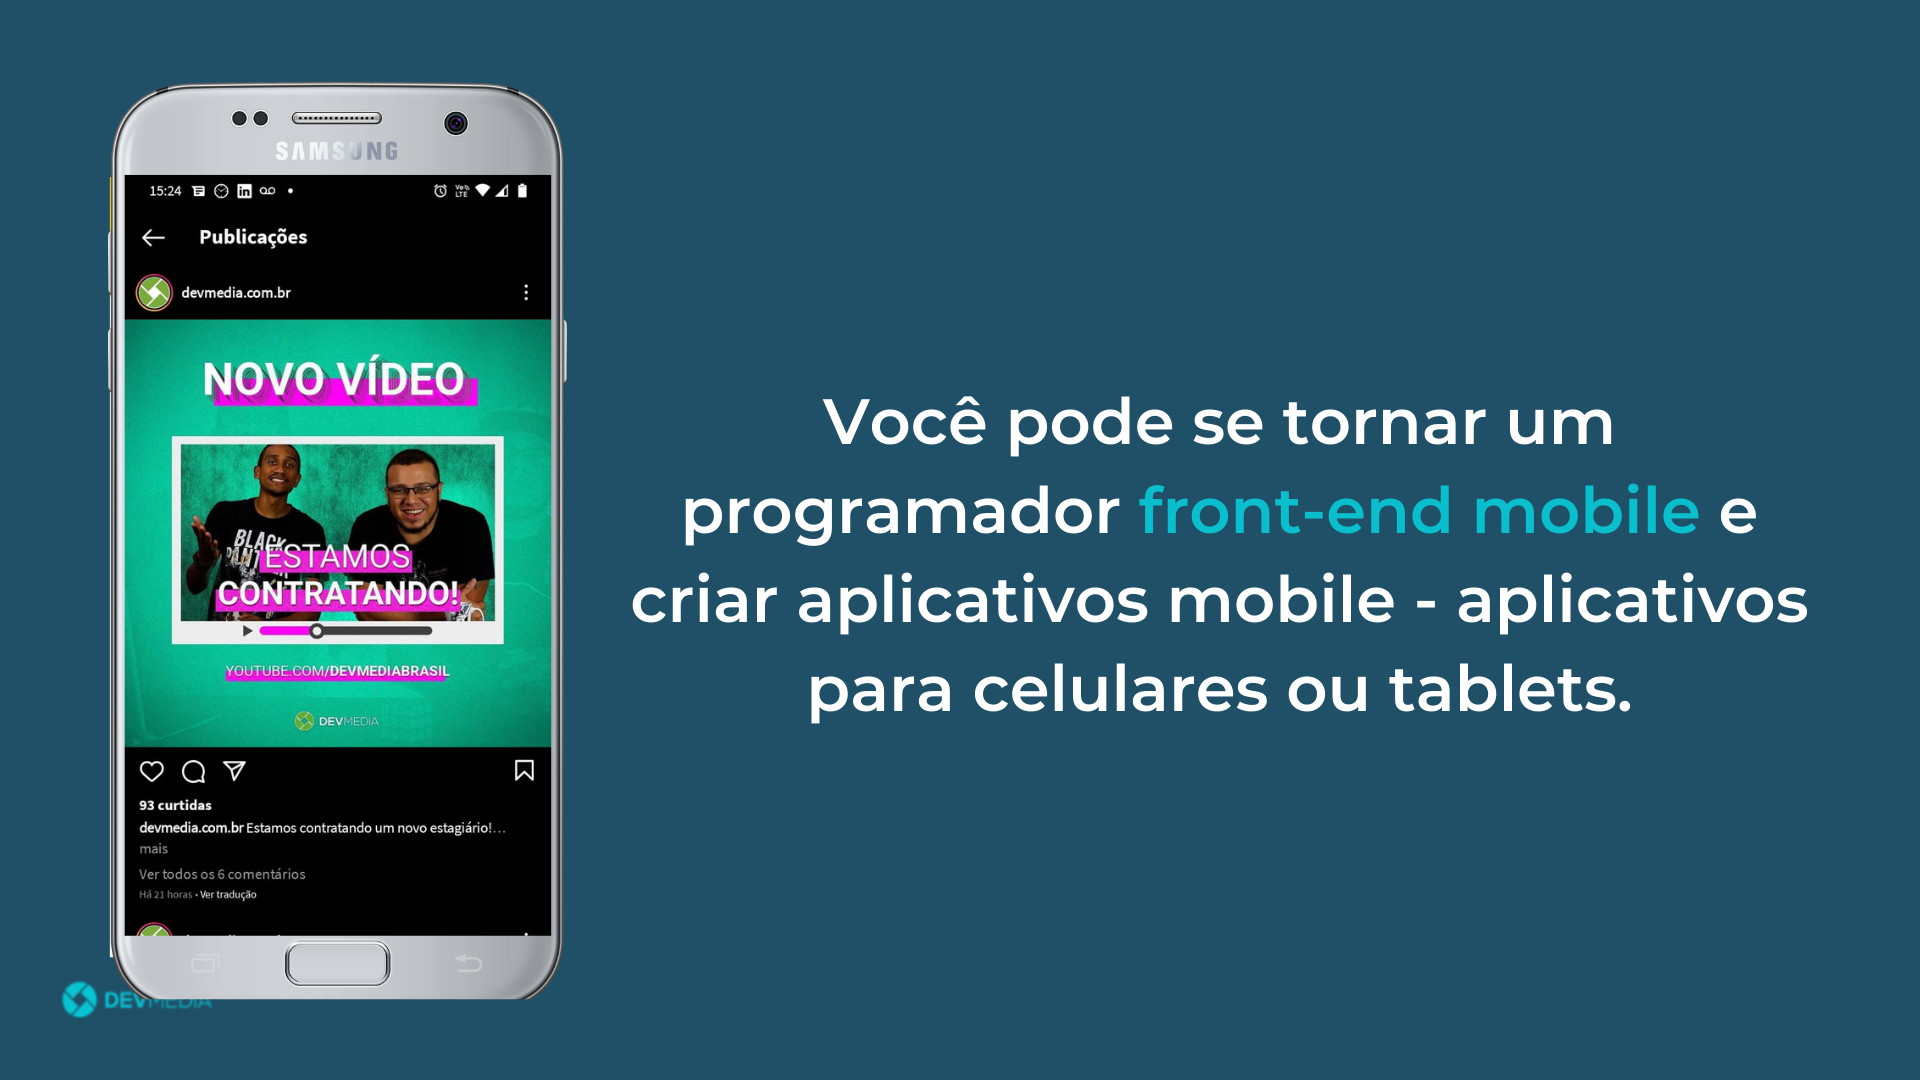 SAMSUNG
15:24
Vo LTE
Publicações
devmedia.com.br
NOVO VÍDEO
BLACK
ESTAMOS
CONTRATANDO!
YOUTUBE.COM/DEVMEDIABRASIL
DEVMEDIA
93 curtidas
devmedia.com.br Estamos contratando um novo estagiário!...
mais
Ver todos os 6 comentários
Há 21 horas • Ver tradução
DEVMEDIA
Você pode se tornar um
programador front-end mobile e
criar aplicativos mobile - aplicativos
para celulares ou tablets.